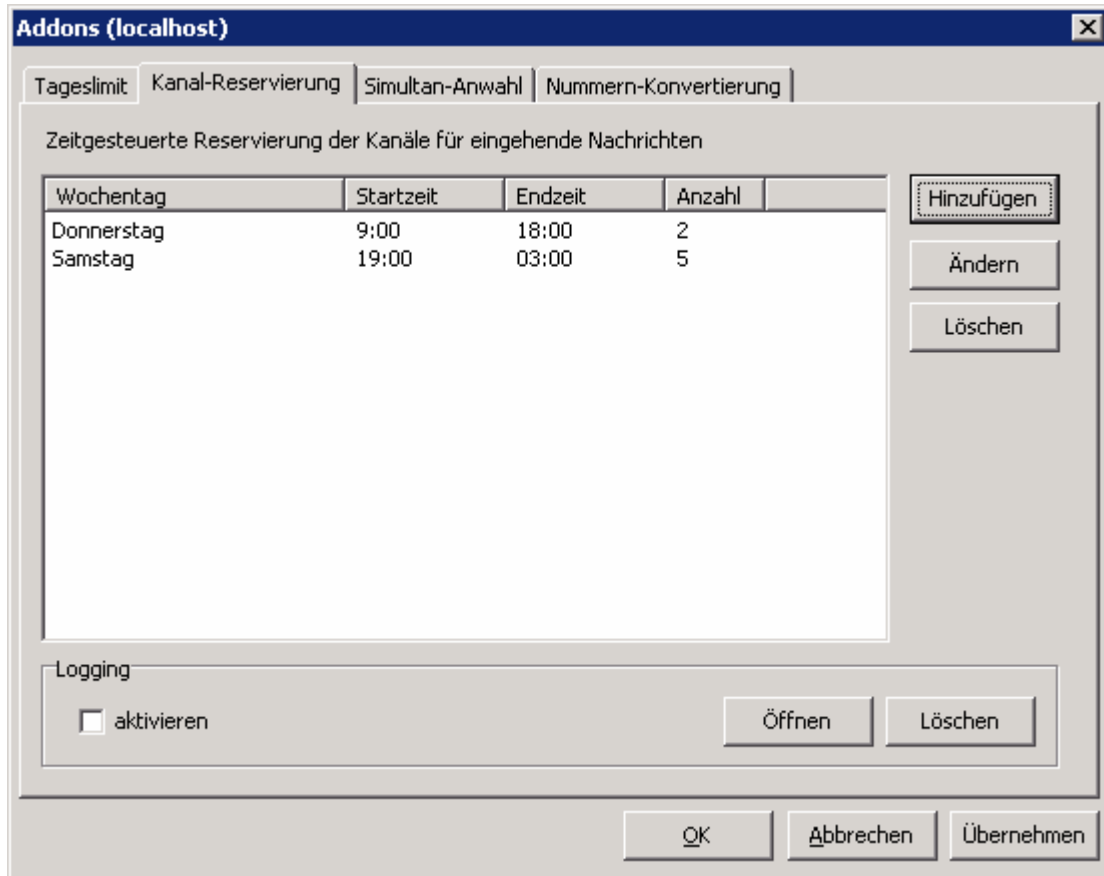 Addons (localhost)
Tageslimit Kanal-Reservierung Simultan-Anwahl Nummern-Konvertierung
Zeitgesteuerte Reservierung der Kanäle für eingehende Nachrichten
Wochentag Startzeit Endzeit Anzahl
Donnerstag 9:00 18:00 2
Samstag 19:00 03:00 5
Hinzufügen
Ändern
Löschen
Logging
aktivieren Öffnen Löschen
OK Abbrechen Übernehmen